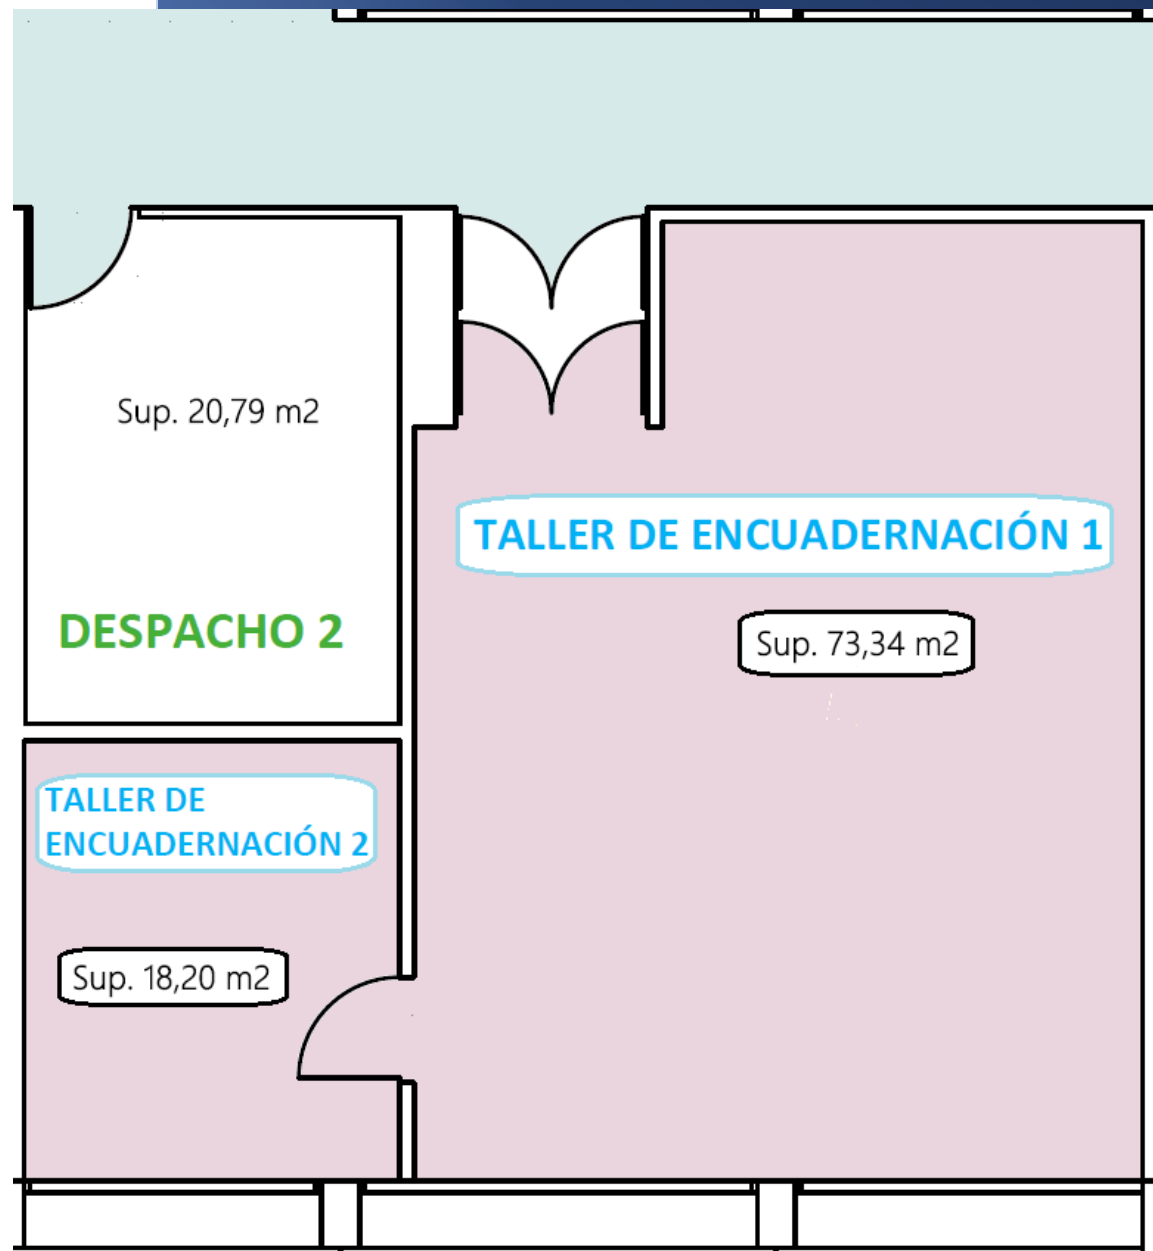 Sup. 20,79 m2
TALLER DE ENCUADERNACIÓN 1
DESPACHO 2
Sup. 73,34 m2
TALLER DE
ENCUADERNACIÓN 2
Sup. 18,20 m2